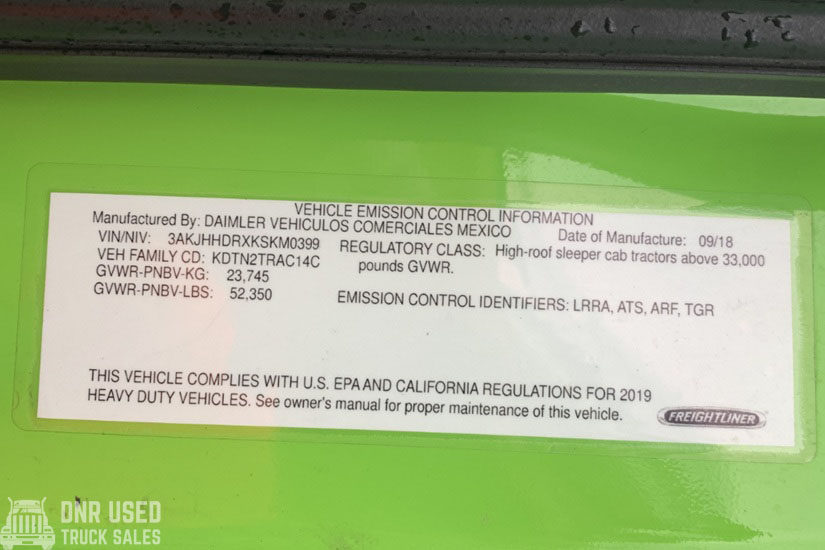 VEHICLE EMISSION CONTROL INFORMATION
Manufactured By: DAIMLER VEHICULOS COMERCIALES MEXICO Date of Manufacture: 09/18
VIN/NIV: 3AKJHHDRXKSKM0399
VEH FAMILY CD: KDTN2TRAC14C
GVWR-PNBV-KG: 23,745
GVWR-PNBV-LBS: 52,350
REGULATORY CLASS: High-roof sleeper cab tractors above 33,000
pounds GVWR.
EMISSION CONTROL IDENTIFIERS: LRRA, ATS, ARF, TGR
THIS VEHICLE COMPLIES WITH U.S. EPA AND CALIFORNIA REGULATIONS FOR 2019
HEAVY DUTY VEHICLES. See owner's manual for proper maintenance of this vehicle.
FREIGHTLINER
DNR USED
TRUCK SALES